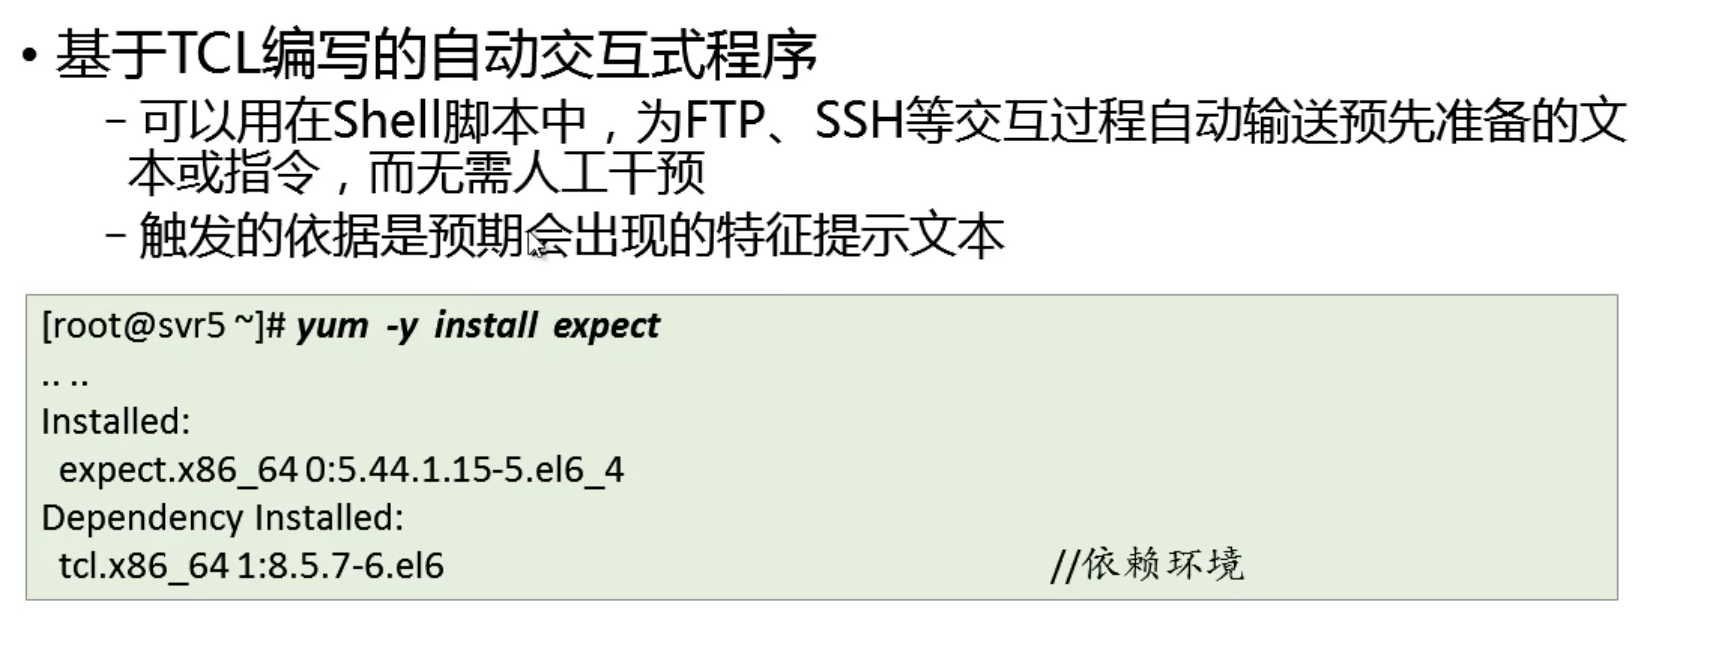 • 基于TCL编写的自动交互式程序
– 可以用在Shell脚本中，为FTP、SSH等交互过程自动输送预先准备的文
本或指令，而无需人工干预
– 触发的依据是预期会出现的特征提示文本
[root@svr5 ~]# yum -y install expect
.. ..
Installed:
expect.x86_64 0:5.44.1.15-5.el6_4
Dependency Installed:
tcl.x86_64 1:8.5.7-6.el6 //依赖环境